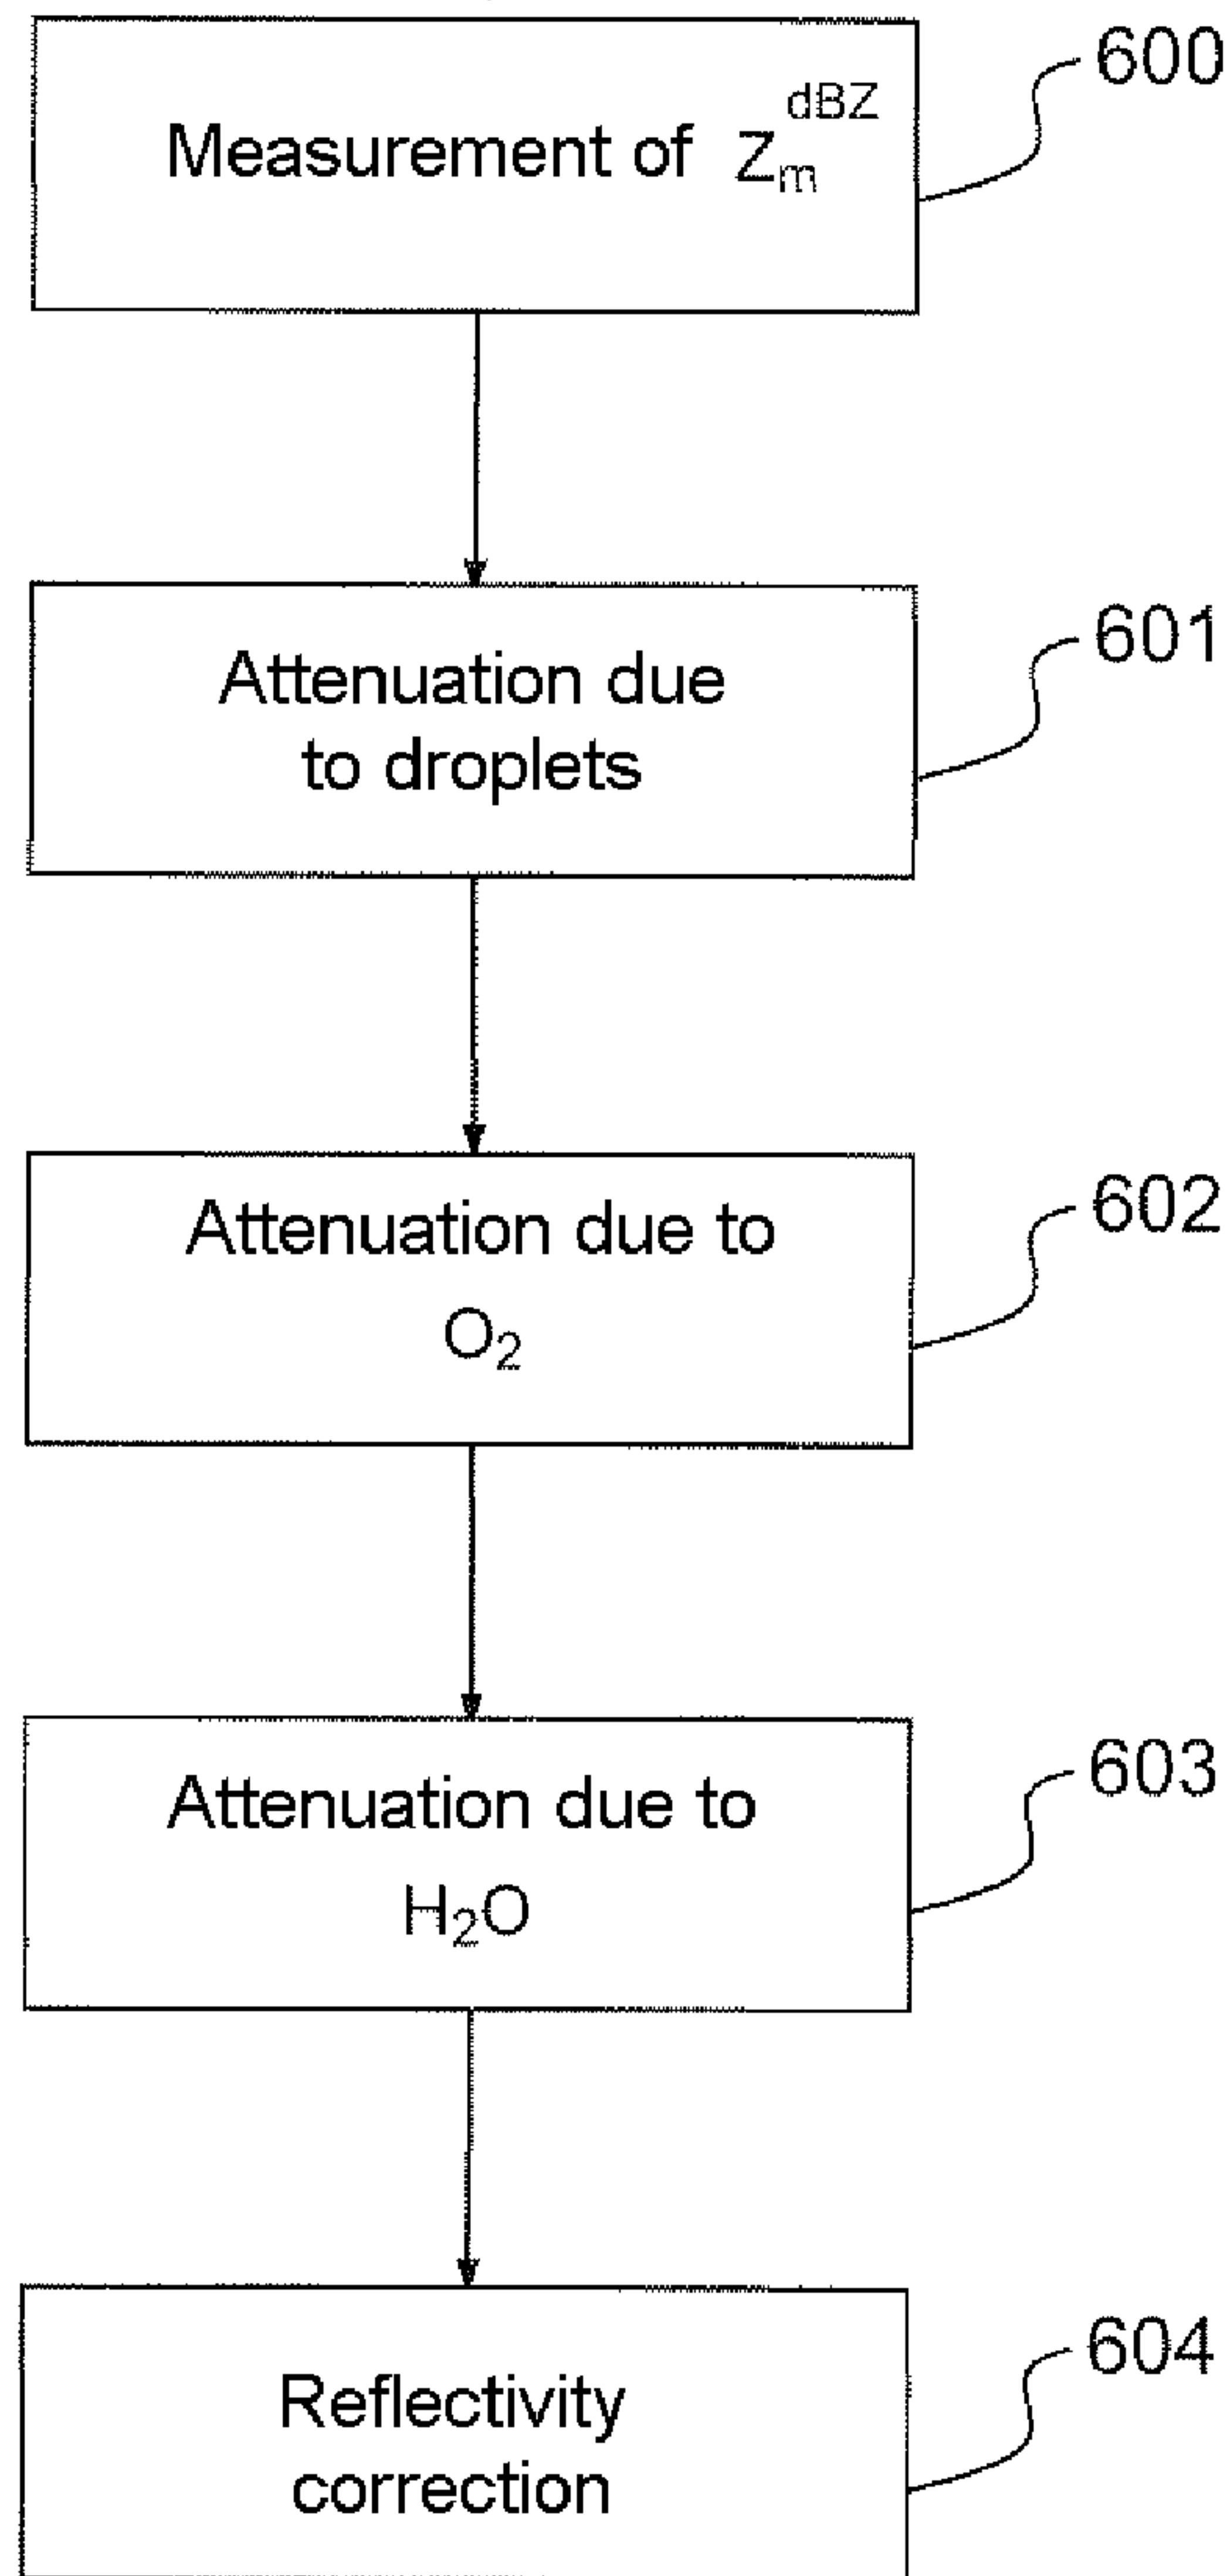 600
Measurement of Z_m^dBZ
601
Attenuation due
to droplets
602
Attenuation due to
O₂
603
Attenuation due to
H₂O
604
Reflectivity
correction